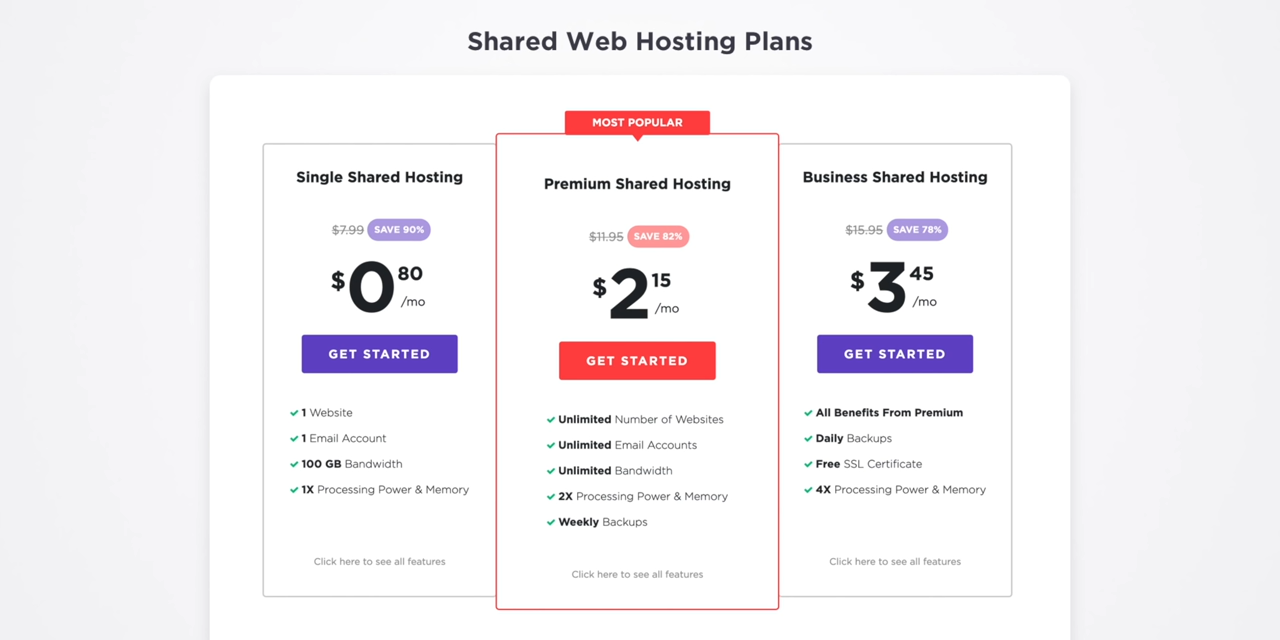 Shared Web Hosting Plans
Single Shared Hosting
$7.99 SAVE 90%
$0 80 /mo
GET STARTED
1 Website
1 Email Account
100 GB Bandwidth
1X Processing Power & Memory
Click here to see all features
MOST POPULAR
Premium Shared Hosting
$11.95 SAVE 82%
$2 15 /mo
GET STARTED
Unlimited Number of Websites
Unlimited Email Accounts
Unlimited Bandwidth
2X Processing Power & Memory
Weekly Backups
Click here to see all features
Business Shared Hosting
$15.95 SAVE 78%
$3 45 /mo
GET STARTED
All Benefits From Premium
Daily Backups
Free SSL Certificate
4X Processing Power & Memory
Click here to see all features